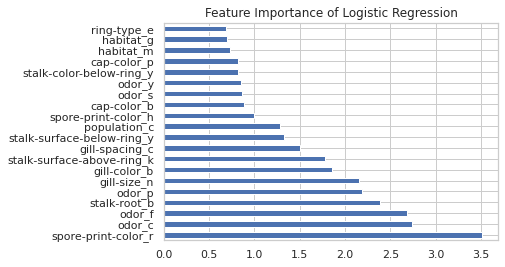 Feature Importance of Logistic Regression
ring-type_e
habitat_g
habitat_m
cap-color_p
stalk-color-below-ring_y
odor_y
odor_s
cap-color_b
spore-print-color_h
population_c
stalk-surface-below-ring_y
gill-spacing_c
stalk-surface-above-ring_k
gill-color_b
gill-size_n
odor_p
stalk-root_b
odor_f
odor_c
spore-print-color_r
0.0 0.5 1.0 1.5 2.0 2.5 3.0 3.5